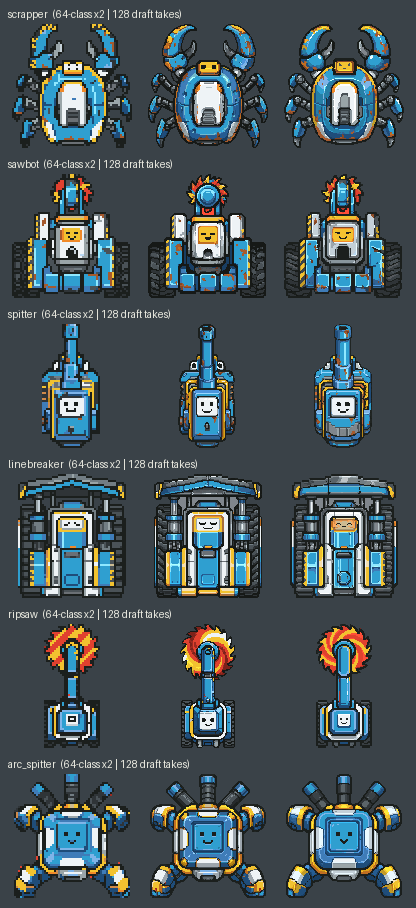 scrapper (64-class x2 | 128 draft takes)
sawbot (64-class x2 | 128 draft takes)
spitter (64-class x2 | 128 draft takes)
linebreaker (64-class x2 | 128 draft takes)
ripsaw (64-class x2 | 128 draft takes)
arc_spitter (64-class x2 | 128 draft takes)